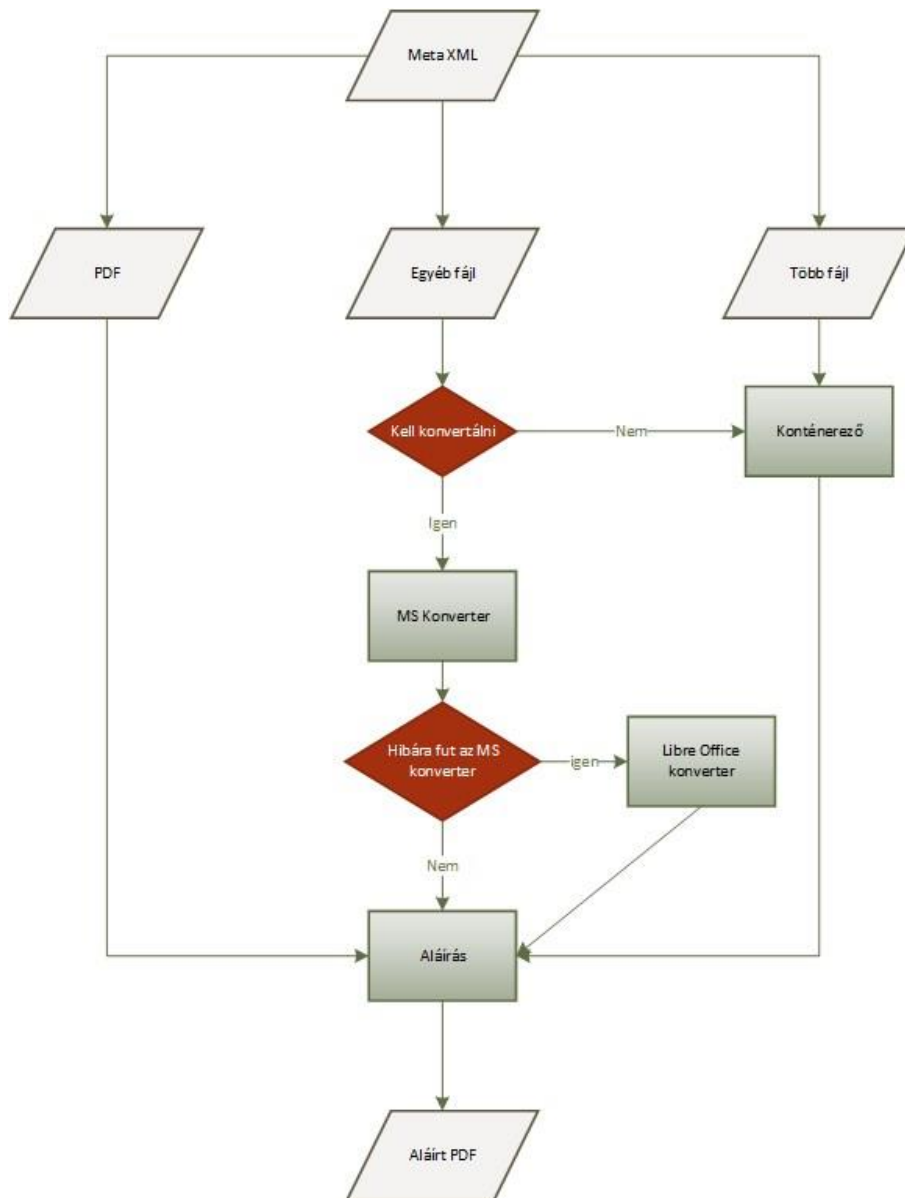 Meta XML
PDF
Egyéb fájl
Több fájl
Kell konvertálni
Nem
Konténerező
Igen
MS Konverter
Hibára fut az MS
konverter
igen
Libre Office
konverter
Nem
Aláírás
Aláírt PDF